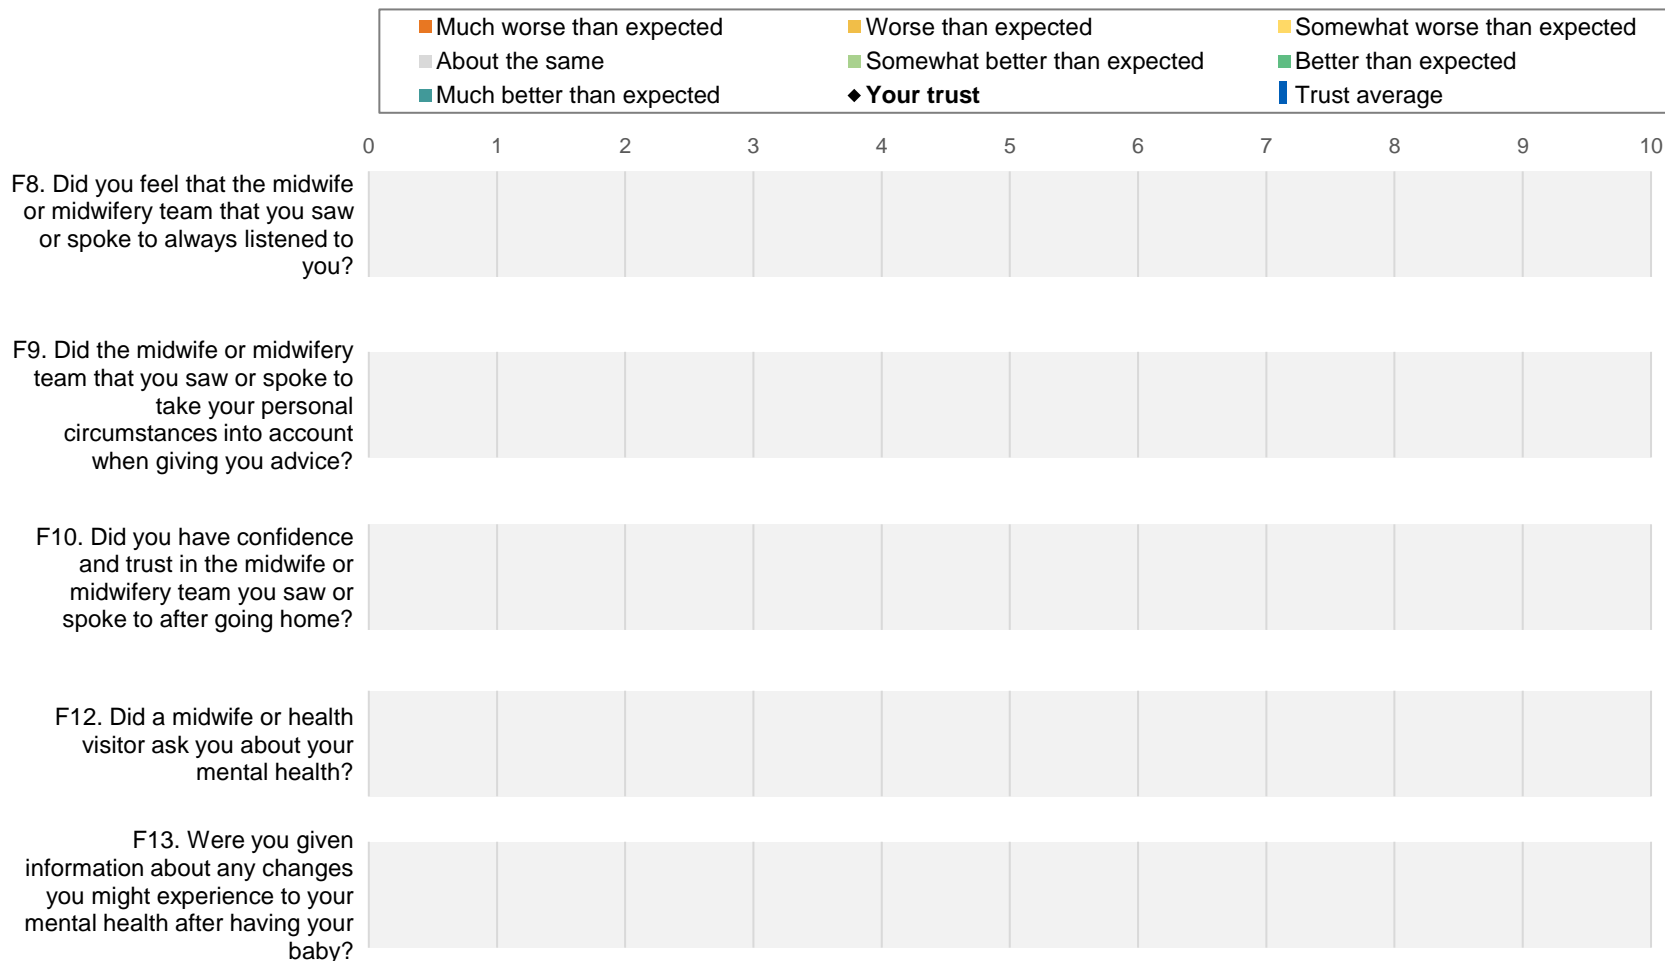 Much worse than expected Worse than expected Somewhat worse than expected
About the same Somewhat better than expected Better than expected
Much better than expected Your trust Trust average
0 1 2 3 4 5 6 7 8 9 10
F8. Did you feel that the midwife
or midwifery team that you saw
or spoke to always listened to
you?
F9. Did the midwife or midwifery
team that you saw or spoke to
take your personal
circumstances into account
when giving you advice?
F10. Did you have confidence
and trust in the midwife or
midwifery team you saw or
spoke to after going home?
F12. Did a midwife or health
visitor ask you about your
mental health?
F13. Were you given
information about any changes
you might experience to your
mental health after having your
baby?